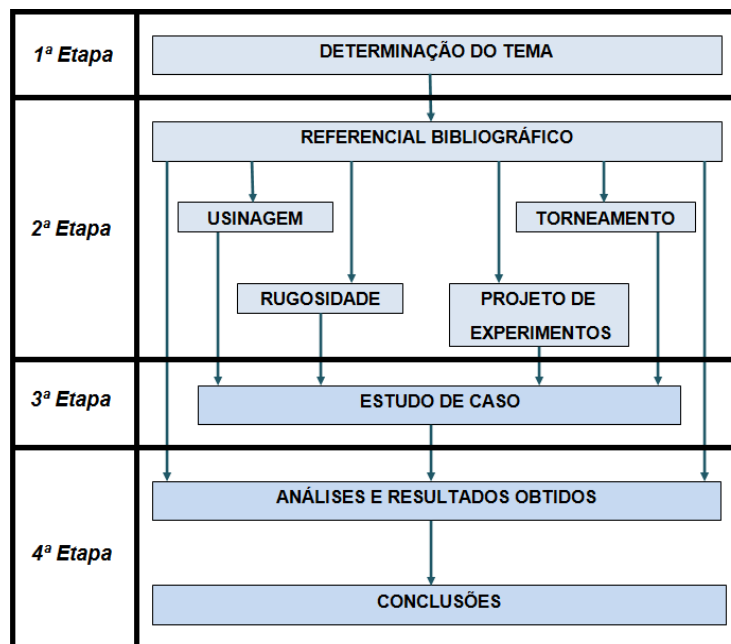 1ª Etapa
DETERMINAÇÃO DO TEMA
2ª Etapa
REFERENCIAL BIBLIOGRÁFICO
USINAGEM
TORNEAMENTO
RUGOSIDADE
PROJETO DE
EXPERIMENTOS
3ª Etapa
ESTUDO DE CASO
4ª Etapa
ANÁLISES E RESULTADOS OBTIDOS
CONCLUSÕES